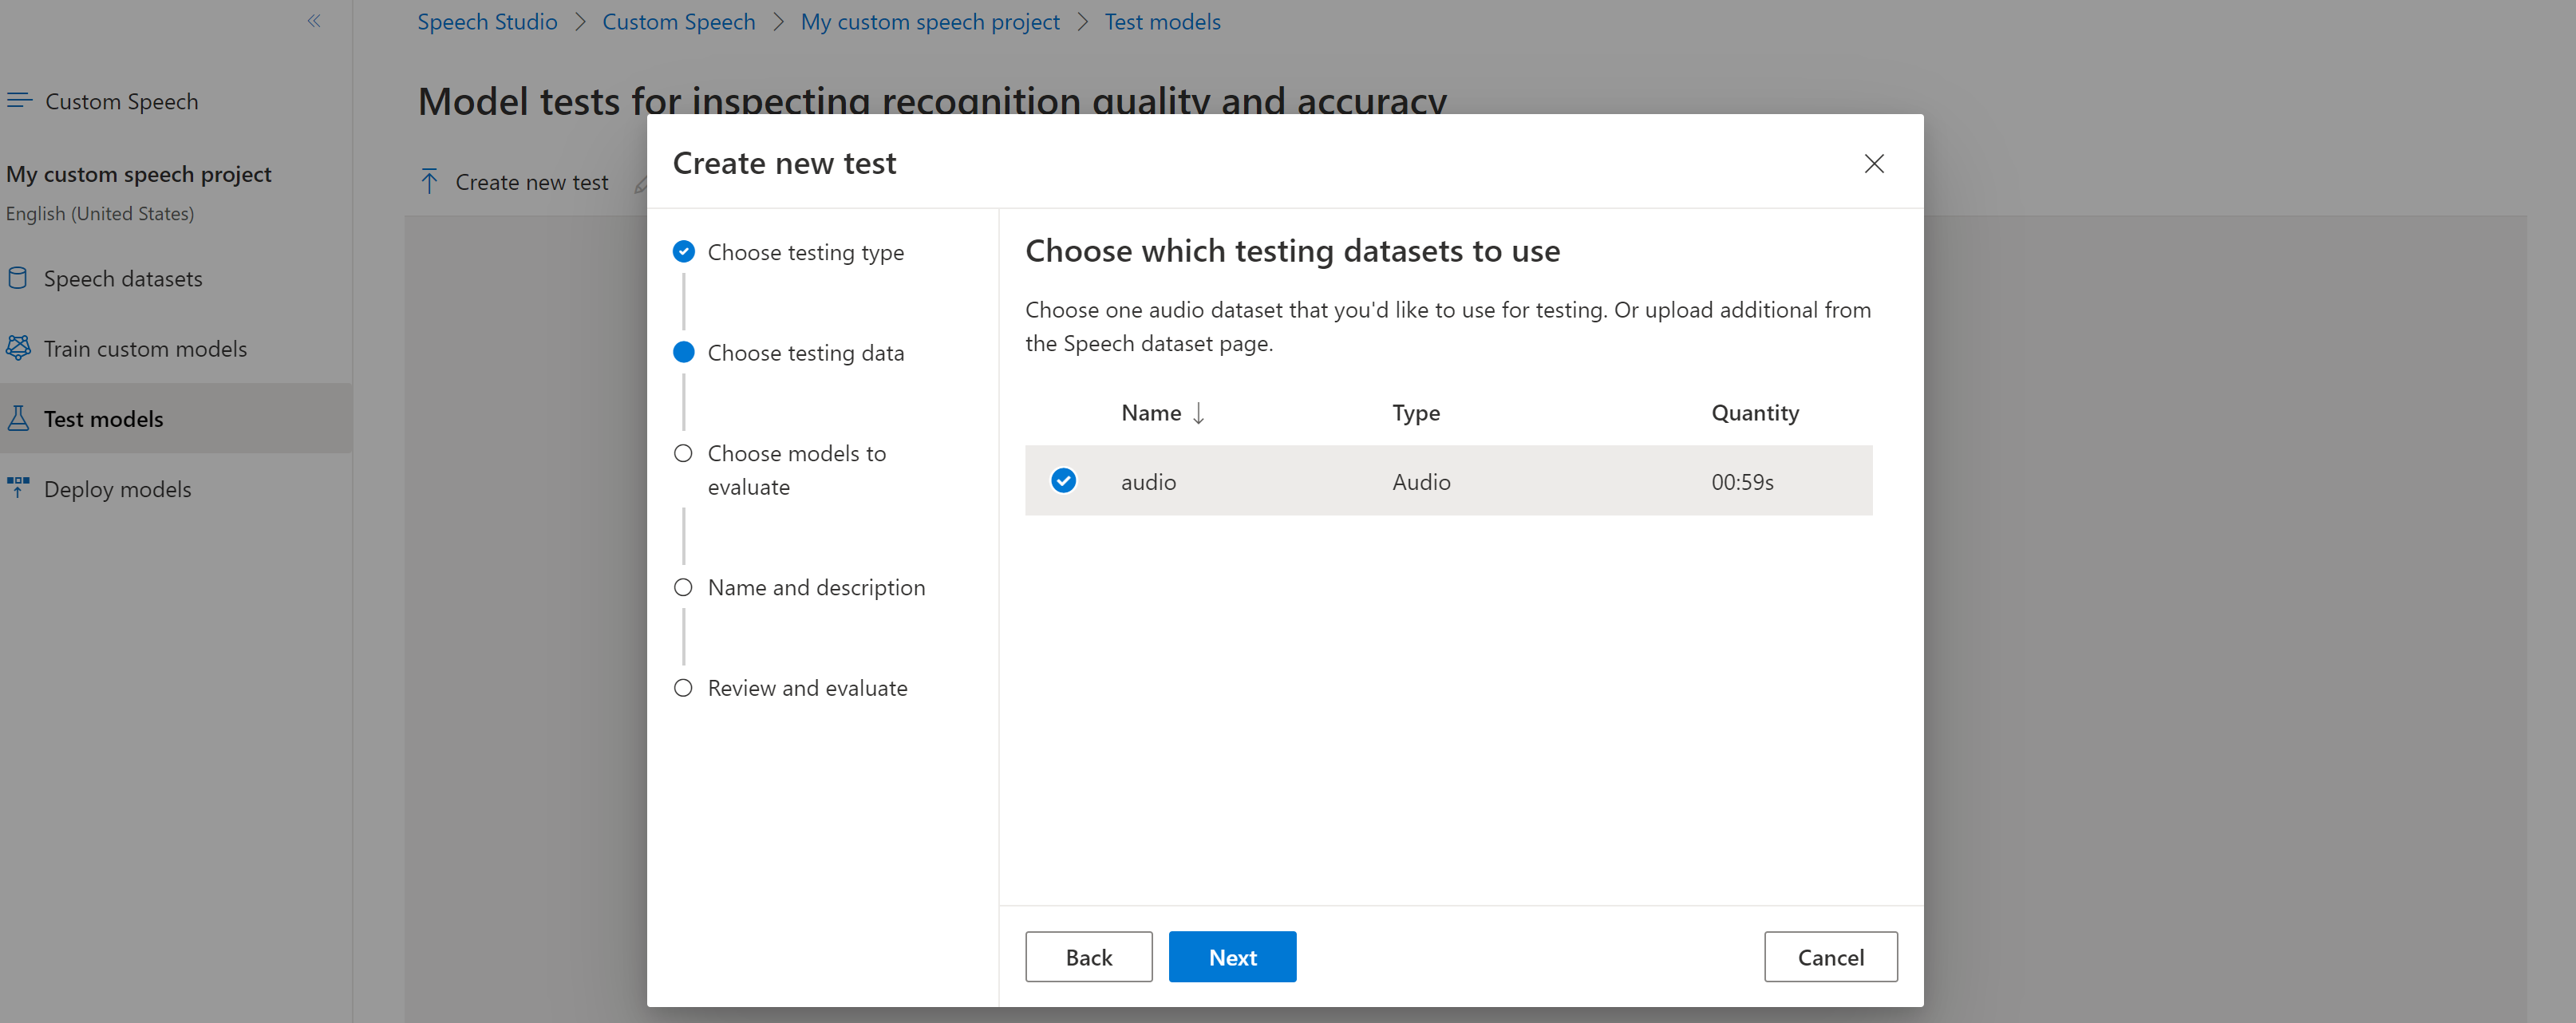 Speech Studio > Custom Speech > My custom speech project > Test models
Custom Speech
My custom speech project
English (United States)
Speech datasets
Train custom models
Test models
Deploy models
Model tests for inspecting recognition quality and accuracy
Create new test
Create new test
Choose testing type
Choose testing data
Choose models to
evaluate
Name and description
Review and evaluate
Choose which testing datasets to use
Choose one audio dataset that you'd like to use for testing. Or upload additional from
the Speech dataset page.
Name ↓ Type Quantity
audio Audio 00:59s
Back Next Cancel